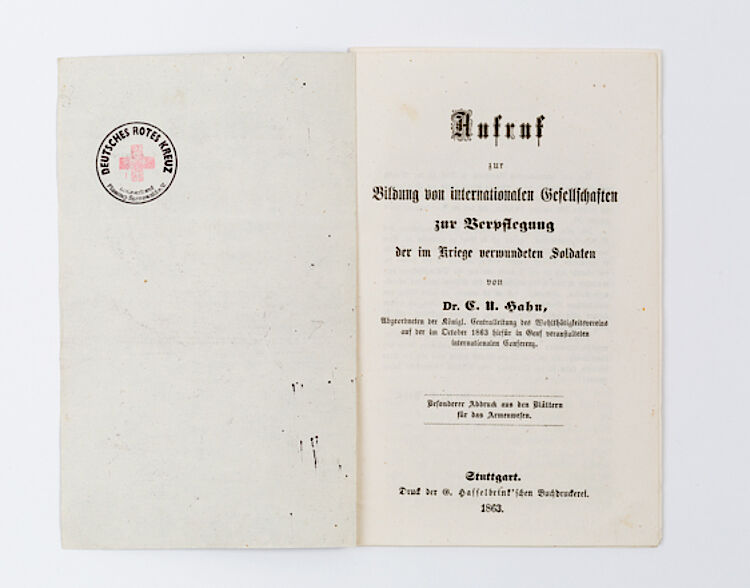 DEUTSCHES ROTES KREUZ
Aufruf
zur
Bildung von internationalen Gesellschaften
zur Verpflegung
der im Kriege verwundeten Soldaten
von
Dr. C. U. Hahn,
Abgeordneten der Königl. Centralleitung des Wohlthätigkeitsvereins
auf der im October 1863 hiefür in Genf veranstalteten
internationalen Conferenz.
Besonderer Abdruck aus den Blättern
für das Armenwesen.
Stuttgart.
Druck der G. Hasselbrink'schen Buchdruckerei.
1863.